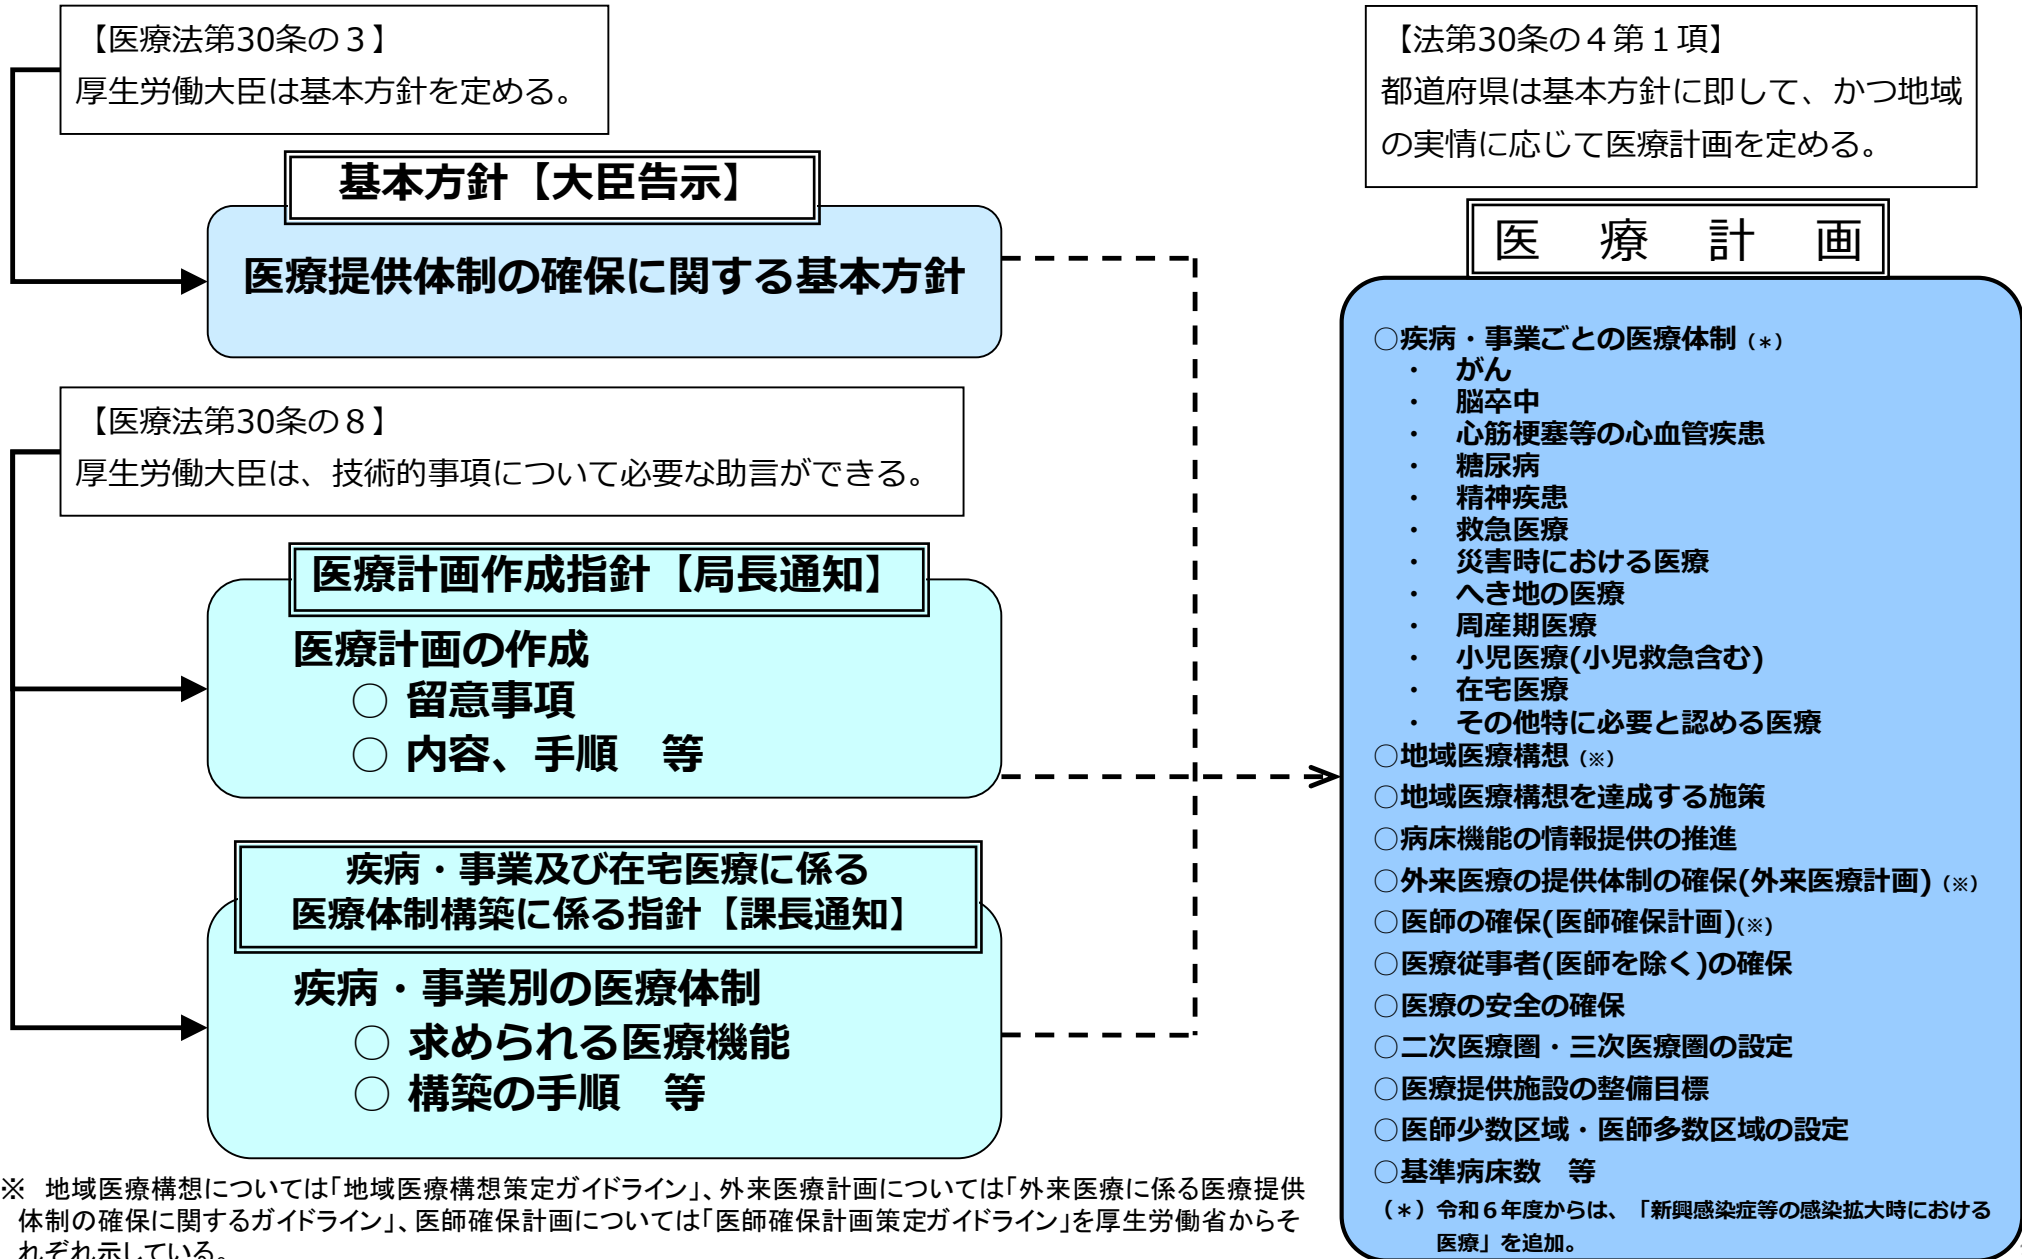 【医療法第30条の３】
厚生労働大臣は基本方針を定める。
基本方針【大臣告示】
医療提供体制の確保に関する基本方針
【医療法第30条の８】
厚生労働大臣は、技術的事項について必要な助言ができる。
医療計画作成指針【局長通知】
医療計画の作成
○ 留意事項
○ 内容、手順　等
疾病・事業及び在宅医療に係る
医療体制構築に係る指針【課長通知】
疾病・事業別の医療体制
○ 求められる医療機能
○ 構築の手順　等
※　地域医療構想については「地域医療構想策定ガイドライン」、外来医療計画については「外来医療に係る医療提供
体制の確保に関するガイドライン」、医師確保計画については「医師確保計画策定ガイドライン」を厚生労働省からそ
れぞれ示している。
【法第30条の４第１項】
都道府県は基本方針に即して、かつ地域
の実情に応じて医療計画を定める。
医　療　計　画
○疾病・事業ごとの医療体制（＊）
・　がん
・　脳卒中
・　心筋梗塞等の心血管疾患
・　糖尿病
・　精神疾患
・　救急医療
・　災害時における医療
・　へき地の医療
・　周産期医療
・　小児医療(小児救急含む)
・　在宅医療
・　その他特に必要と認める医療
○地域医療構想（※）
○地域医療構想を達成する施策
○病床機能の情報提供の推進
○外来医療の提供体制の確保(外来医療計画)（※）
○医師の確保(医師確保計画)(※)
○医療従事者(医師を除く)の確保
○医療の安全の確保
○二次医療圏・三次医療圏の設定
○医療提供施設の整備目標
○医師少数区域・医師多数区域の設定
○基準病床数　等
（＊）令和６年度からは、「新興感染症等の感染拡大時における
医療」を追加。